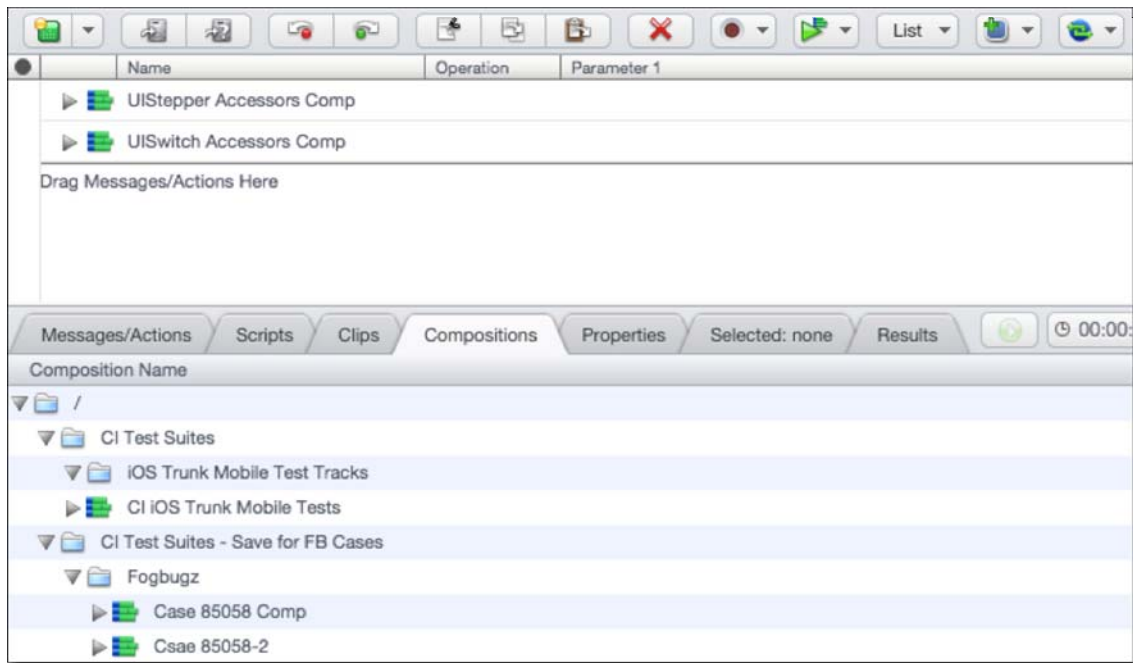 List
Name Operation Parameter 1
UIStepper Accessors Comp
UISwitch Accessors Comp
Drag Messages/Actions Here
Messages/Actions Scripts Clips Compositions Properties Selected: none Results 00:00:
Composition Name
/
CI Test Suites
iOS Trunk Mobile Test Tracks
CI iOS Trunk Mobile Tests
CI Test Suites - Save for FB Cases
Fogbugz
Case 85058 Comp
Csae 85058-2